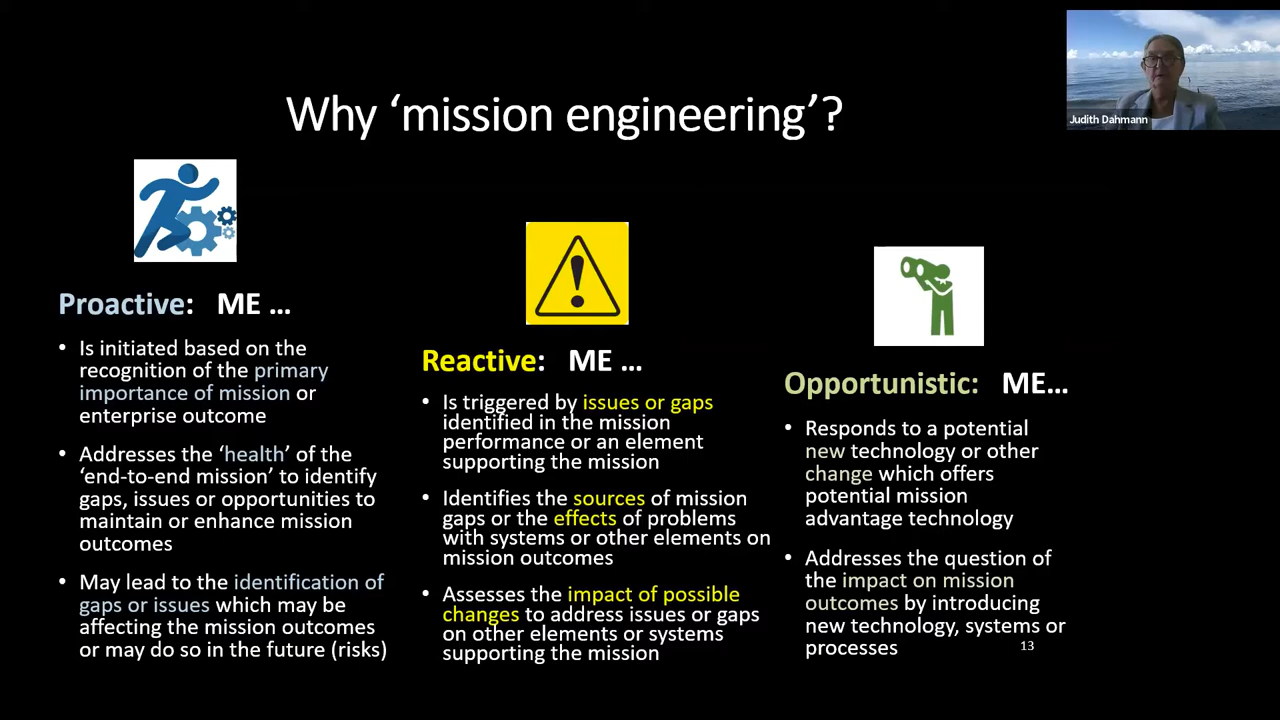 Why ‘mission engineering’?
Judith Dahmann
Proactive: ME …
• Is initiated based on the
recognition of the primary
importance of mission or
enterprise outcome
• Addresses the ‘health’ of the
‘end-to-end mission’ to identify
gaps, issues or opportunities to
maintain or enhance mission
outcomes
• May lead to the identification of
gaps or issues which may be
affecting the mission outcomes
or may do so in the future (risks)
Reactive: ME …
• Is triggered by issues or gaps
identified in the mission
performance or an element
supporting the mission
• Identifies the sources of mission
gaps or the effects of problems
with systems or other elements on
mission outcomes
• Assesses the impact of possible
changes to address issues or gaps
on other elements or systems
supporting the mission
Opportunistic: ME…
• Responds to a potential
new technology or other
change which offers
potential mission
advantage technology
• Addresses the question of
the impact on mission
outcomes by introducing
new technology, systems or
processes
13